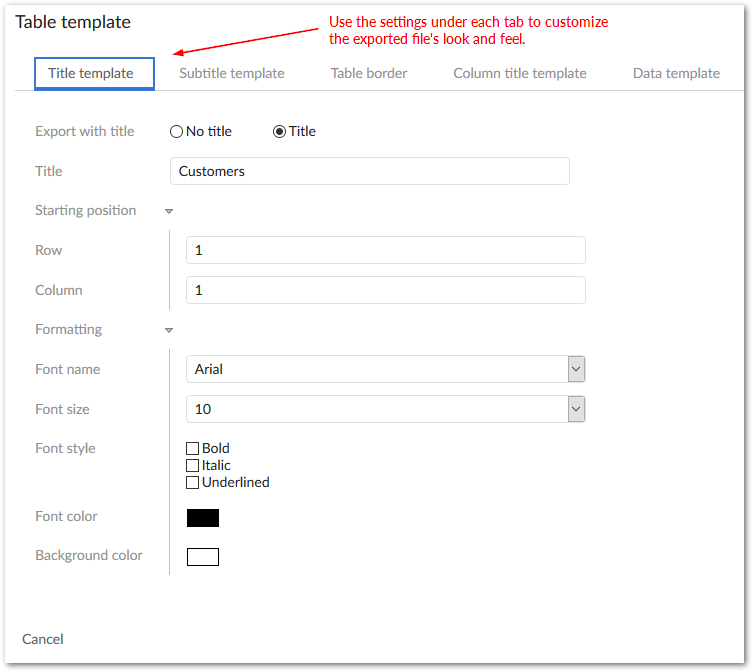 Table template
Use the settings under each tab to customize
the exported file's look and feel.
Title template Subtitle template Table border Column title template Data template
Export with title No title Title
Title Customers
Starting position
Row 1
Column 1
Formatting
Font name Arial
Font size 10
Font style Bold
Italic
Underlined
Font color
Background color
Cancel